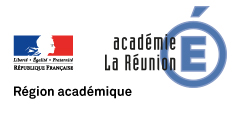 académie
La Réunion
É
Liberté • Égalité • Fraternité
RÉPUBLIQUE FRANÇAISE
Région académique